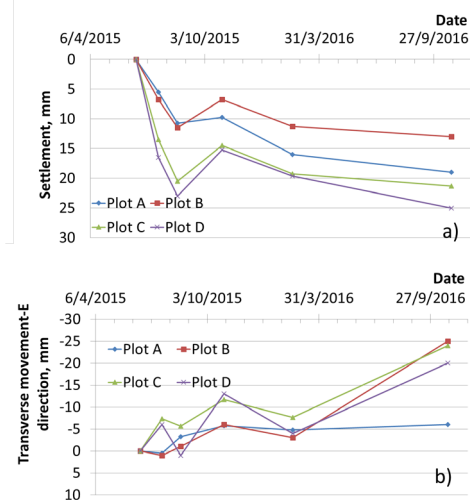 Date
6/4/2015 3/10/2015 31/3/2016 27/9/2016
0
5
10
15
20
25
30
Settlement, mm
Plot A Plot B
Plot C Plot D
a)
Date
6/4/2015 3/10/2015 31/3/2016 27/9/2016
-30
-25
-20
-15
-10
-5
0
5
10
Transverse movement-E
direction, mm
Plot A Plot B
Plot C Plot D
b)